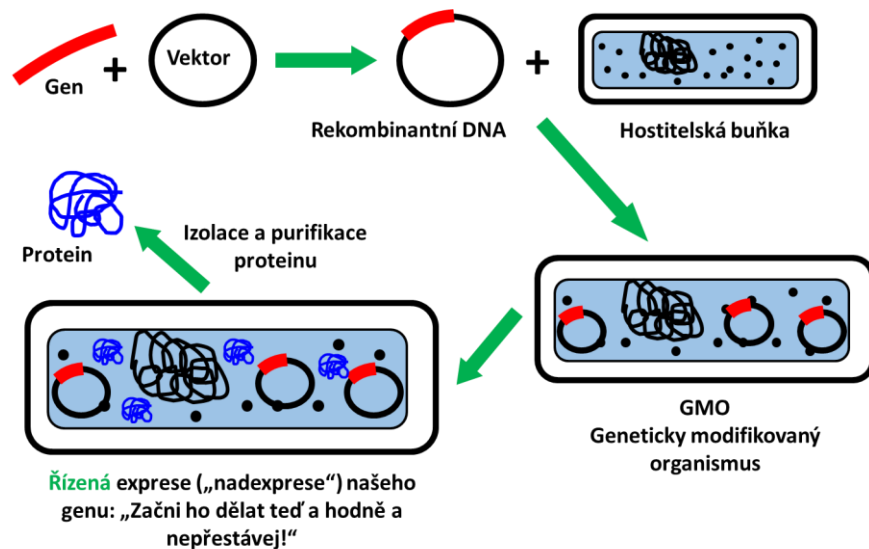 Gen
+
Vektor
+
Rekombinantní DNA
Hostitelská buňka
Protein
Izolace a purifikace
proteinu
GMO
Geneticky modifikovaný
organismus
Řízená exprese („nadexprese“) našeho
genu: „Začni ho dělat teď a hodně a
nepřestávej!“